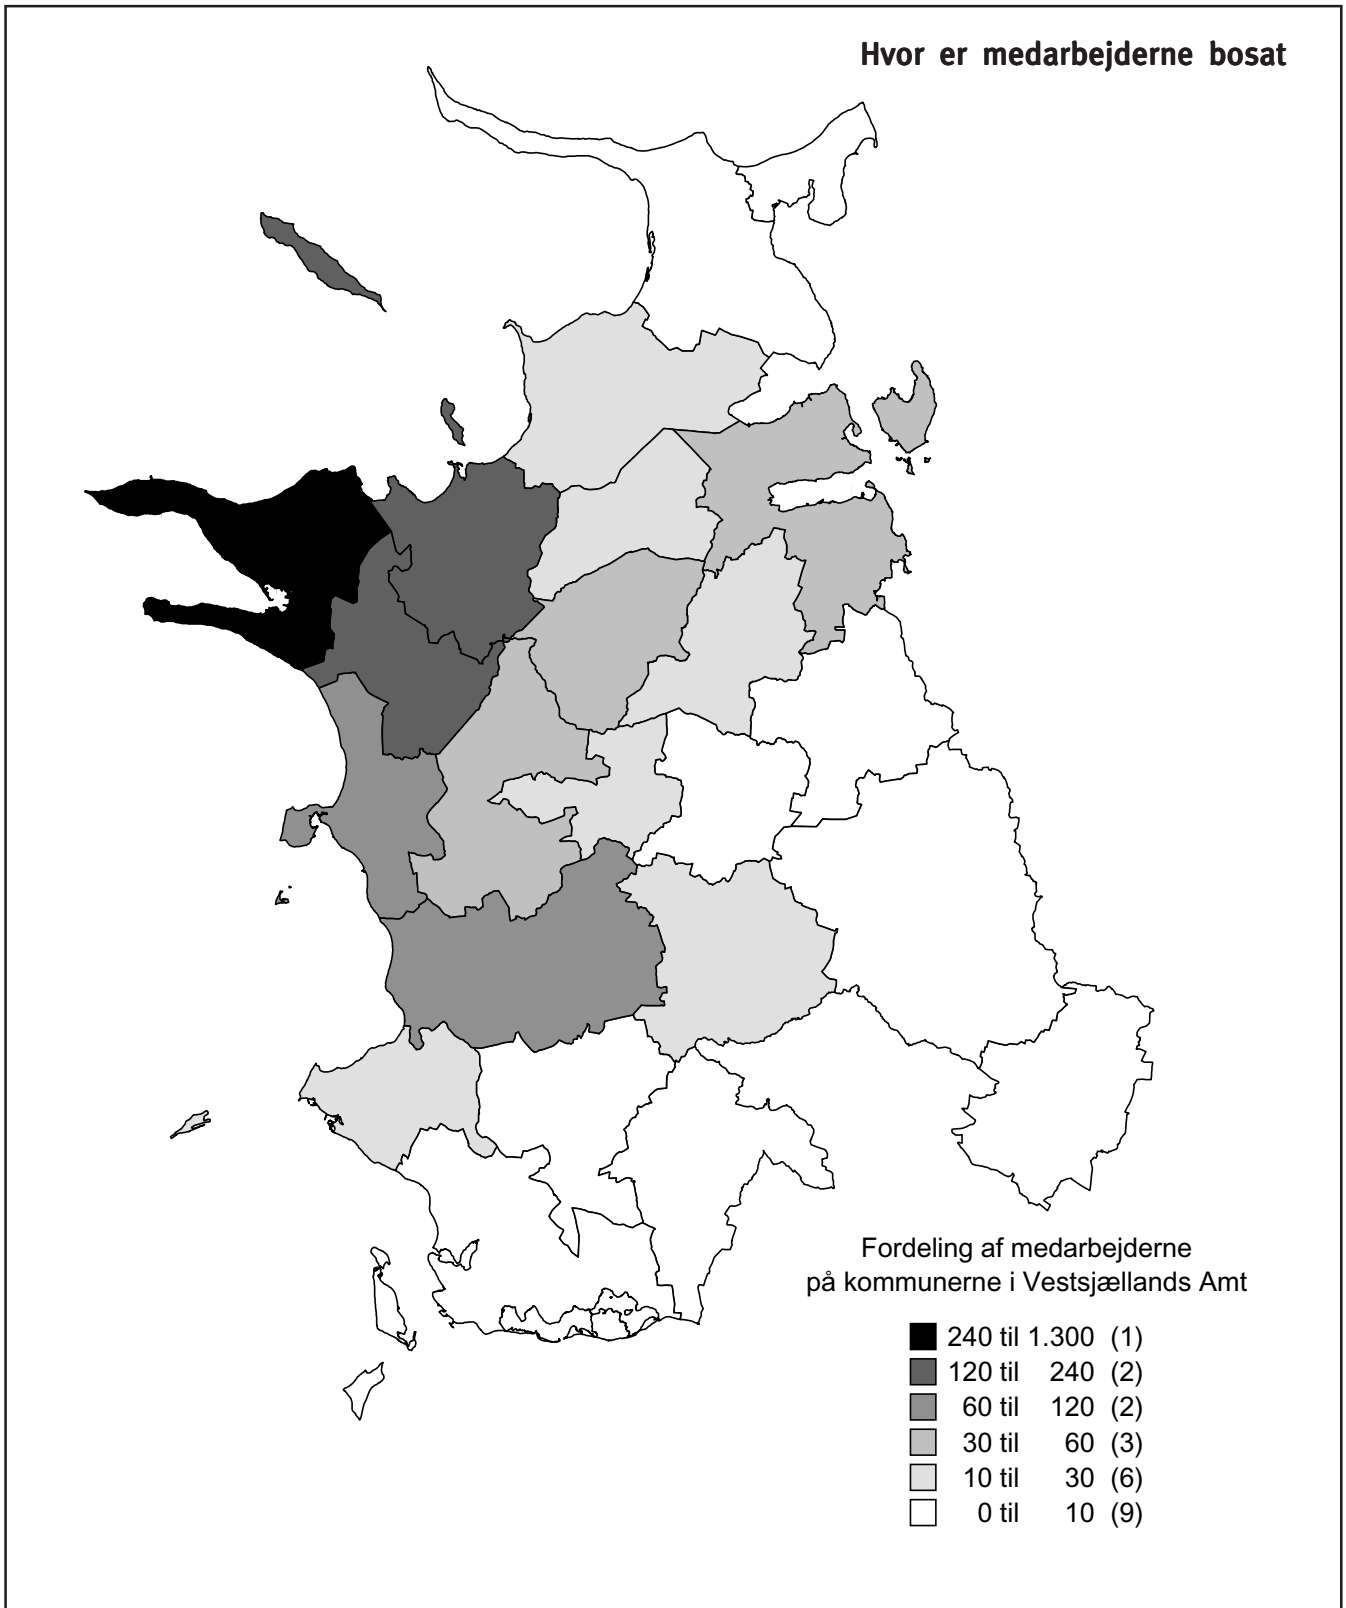 Hvor er medarbejderne bosat
Fordeling af medarbejderne
på kommunerne i Vestsjællands Amt
240 til 1.300 (1)
120 til 240 (2)
60 til 120 (2)
30 til 60 (3)
10 til 30 (6)
0 til 10 (9)